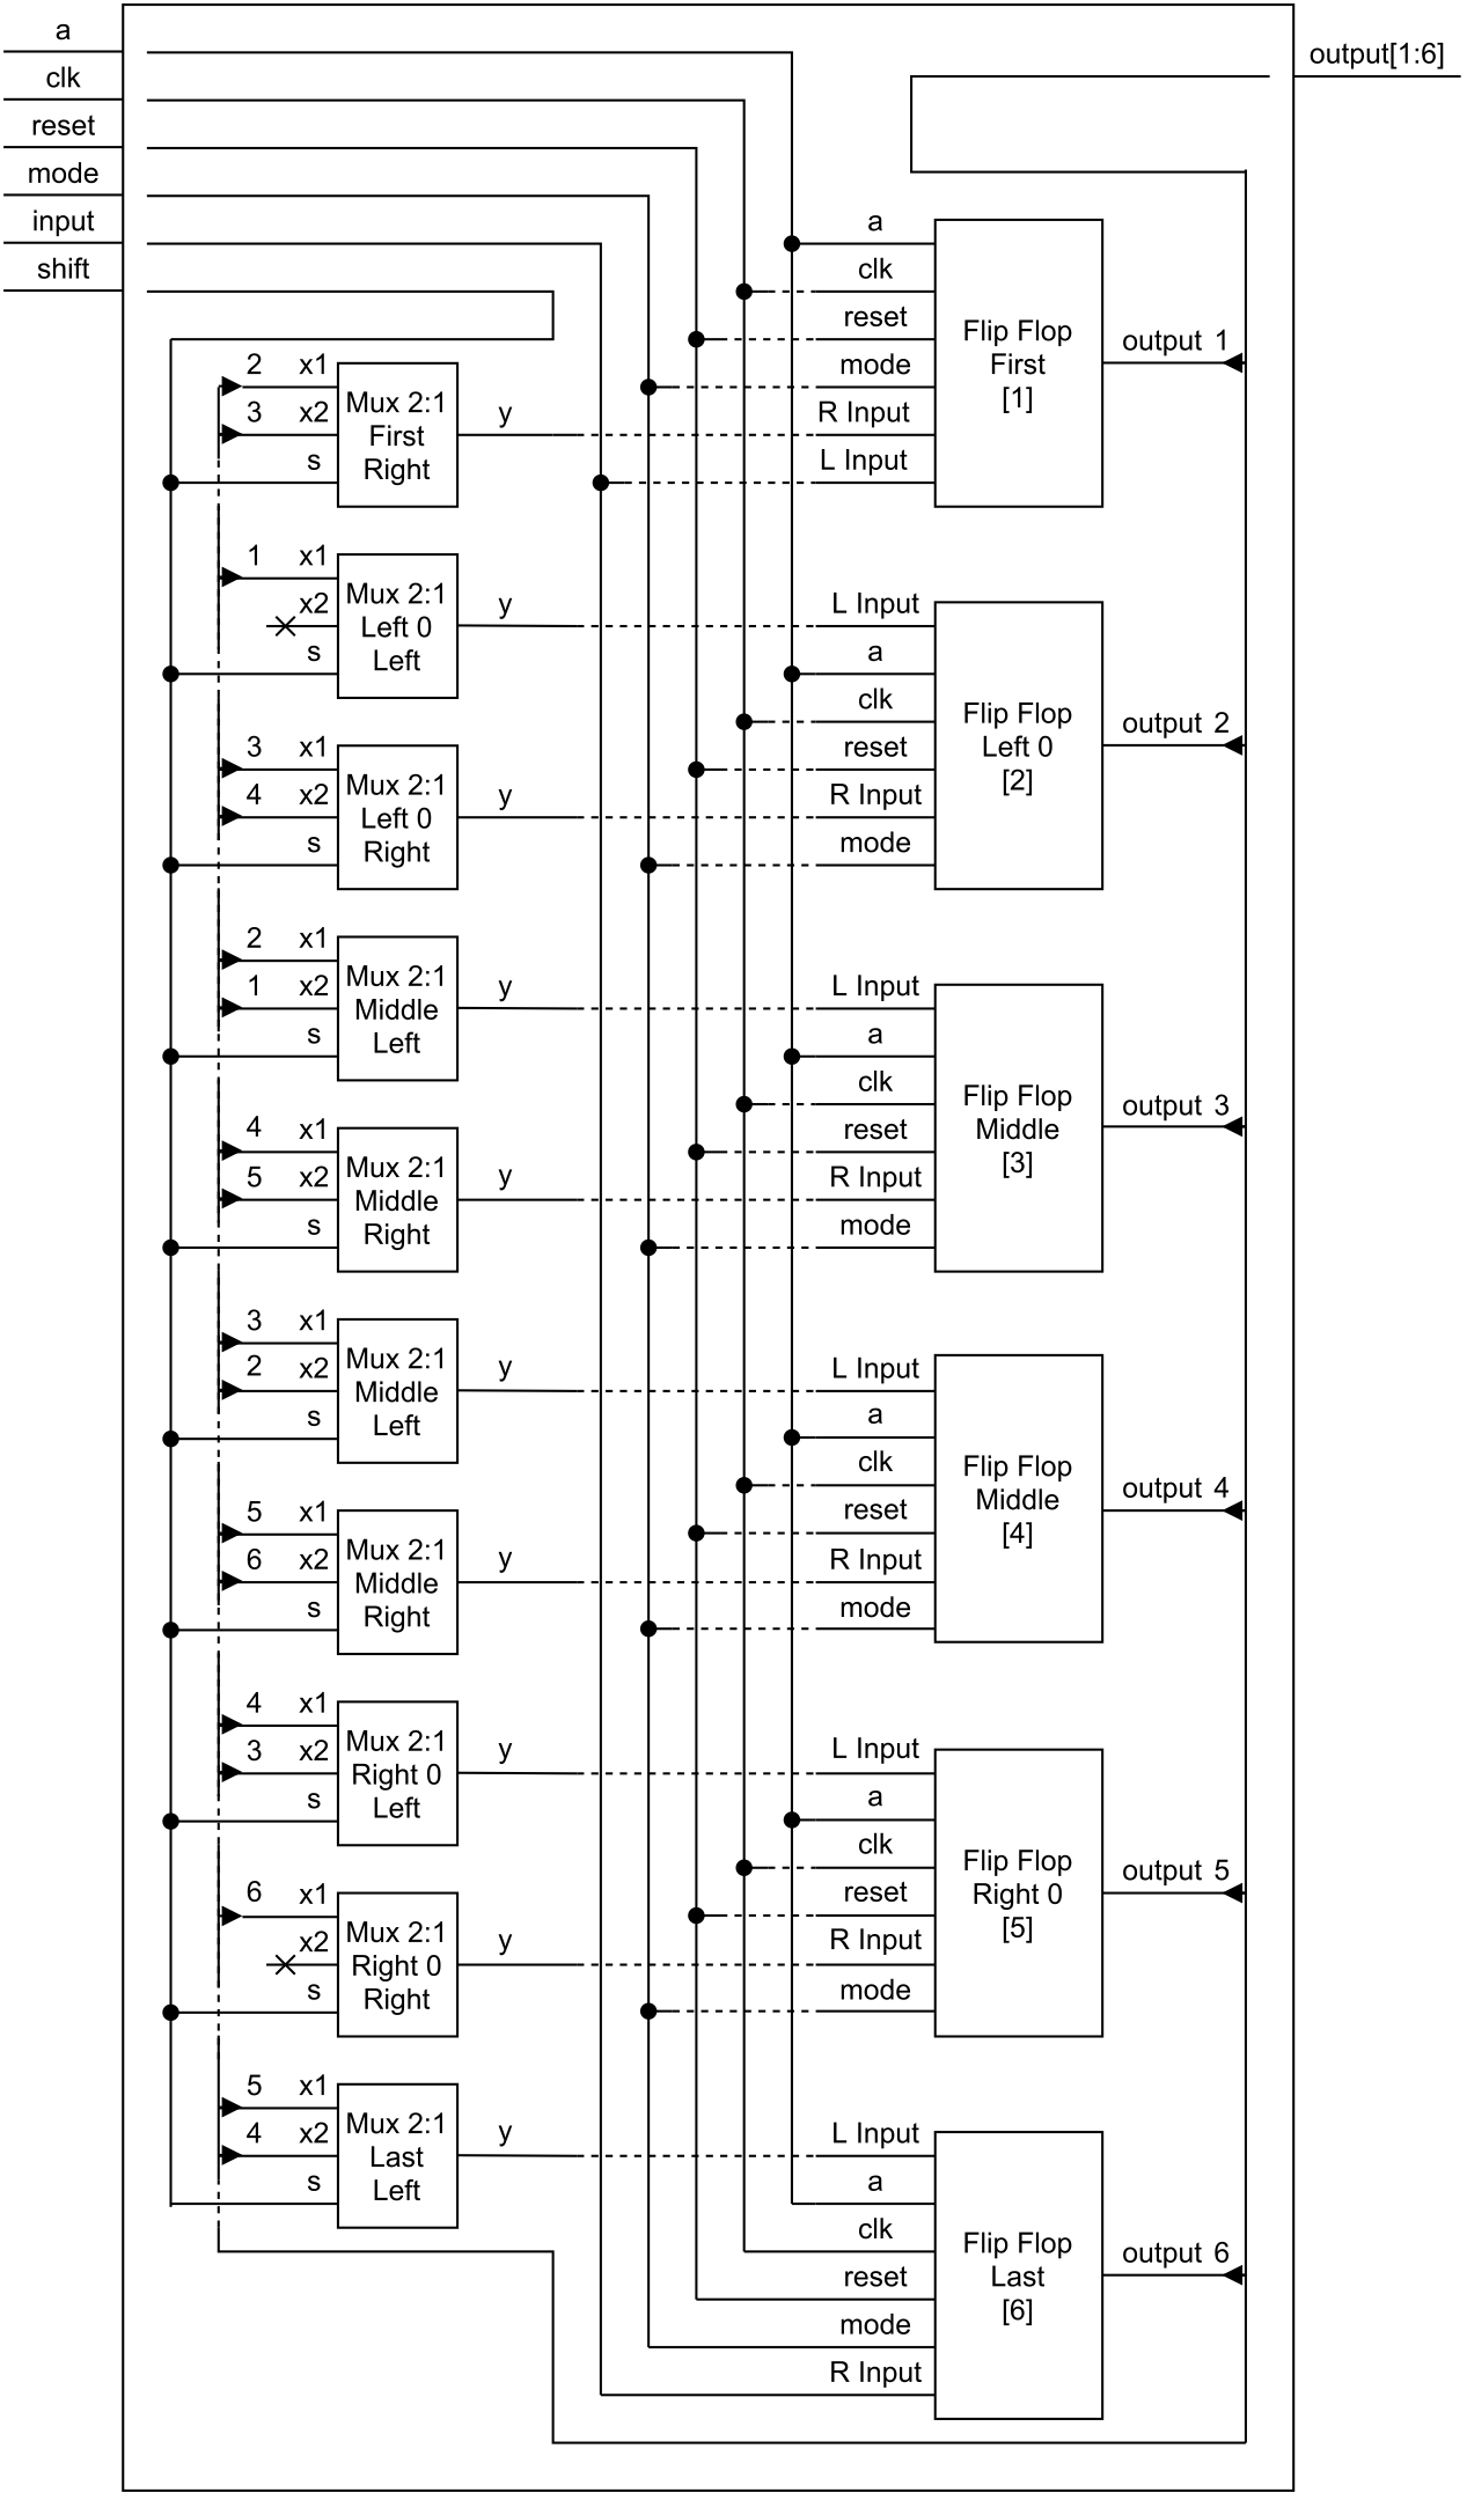 a
clk
reset
mode
input
shift
output[1:6]
2 x1
3 x2
s
Mux 2:1
First
Right
y
a
clk
reset
mode
R Input
L Input
Flip Flop
First
[1]
output 1
1 x1
x2
s
Mux 2:1
Left 0
Left
y
3 x1
4 x2
s
Mux 2:1
Left 0
Right
y
L Input
a
clk
reset
R Input
mode
Flip Flop
Left 0
[2]
output 2
2 x1
1 x2
s
Mux 2:1
Middle
Left
y
4 x1
5 x2
s
Mux 2:1
Middle
Right
y
L Input
a
clk
reset
R Input
mode
Flip Flop
Middle
[3]
output 3
3 x1
2 x2
s
Mux 2:1
Middle
Left
y
5 x1
6 x2
s
Mux 2:1
Middle
Right
y
L Input
a
clk
reset
R Input
mode
Flip Flop
Middle
[4]
output 4
4 x1
3 x2
s
Mux 2:1
Right 0
Left
y
6 x1
x2
s
Mux 2:1
Right 0
Right
y
L Input
a
clk
reset
R Input
mode
Flip Flop
Right 0
[5]
output 5
5 x1
4 x2
s
Mux 2:1
Last
Left
y
L Input
a
clk
reset
mode
R Input
Flip Flop
Last
[6]
output 6